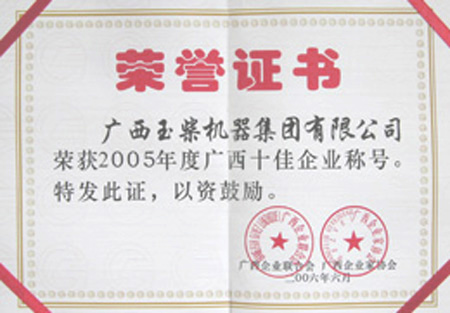 荣誉证书
广西玉柴机器集团有限公司
荣获2005年度广西十佳企业称号。
特发此证，以资鼓励。
广西企业联合会 广西企业家协会
二00六年六月